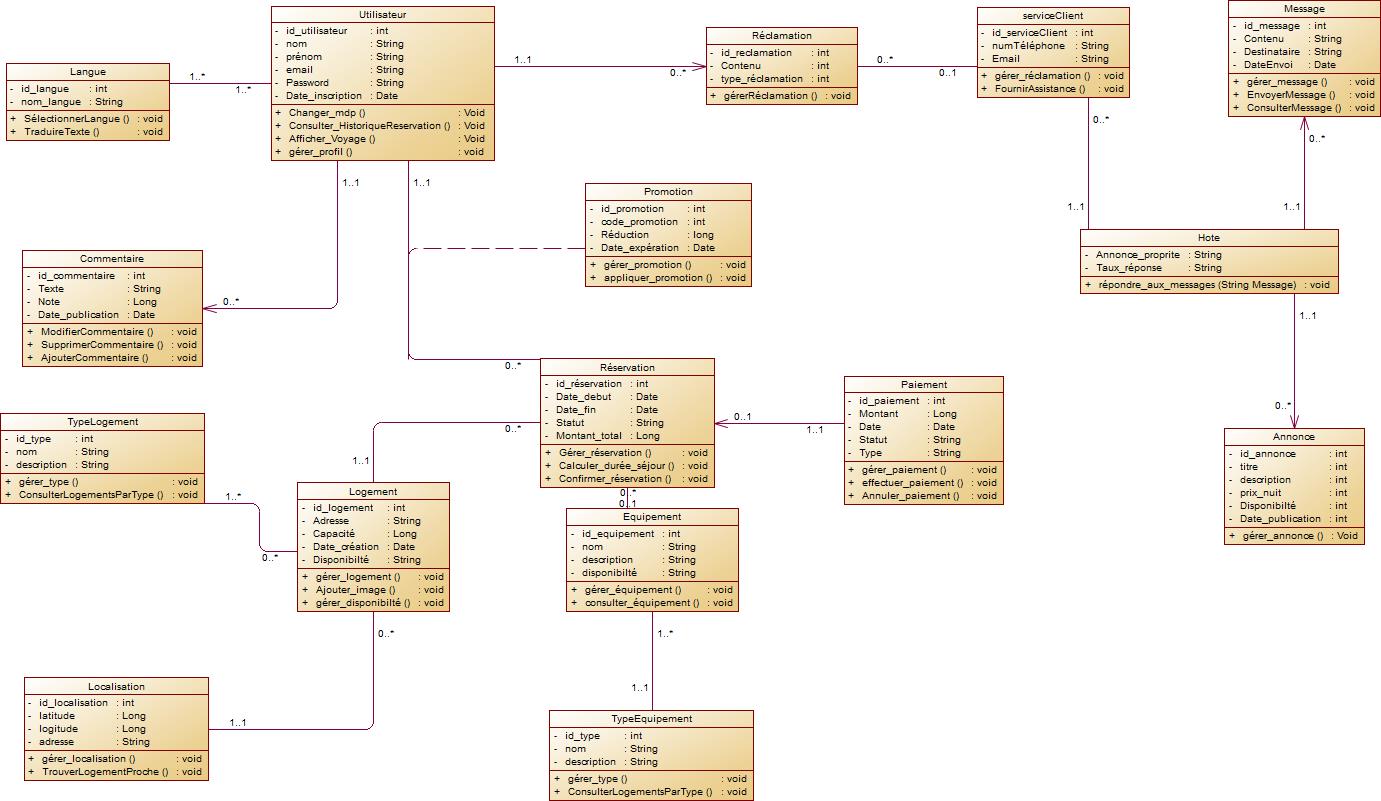 Utilisateur
- id_utilisateur : int
- nom : String
- prénom : String
- email : String
- Password : String
- Date_inscription : Date
+ Changer_mdp () : Void
+ Consulter_HistoriqueReservation () : Void
+ Afficher_Voyage () : Void
+ gérer_profil () : void
Langue
- id_langue : int
- nom_langue : String
+ SélectionnerLangue () : void
+ TraduireTexte () : void
1..*
1..*
1..1
0..*
Réclamation
- id_reclamation : int
- Contenu : int
- type_réclamation : int
+ gérerRéclamation () : void
0..*
0..1
serviceClient
- id_serviceClient : int
- numTéléphone : String
- Email : String
+ gérer_réclamation () : void
+ FournirAssistance () : void
Message
- id_message : int
- Contenu : String
- Destinataire : String
- DateEnvoi : Date
+ gérer_message () : void
+ EnvoyerMessage () : void
+ ConsulterMessage () : void
0..*
1..1
0..*
1..1
Hote
- Annonce_proprite : String
- Taux_réponse : String
+ répondre_aux_messages (String Message) : void
1..1
0..*
Annonce
- id_annonce : int
- titre : int
- description : int
- prix_nuit : int
- Disponibilté : int
- Date_publication : int
+ gérer_annonce () : Void
1..1
1..1
Promotion
- id_promotion : int
- code_promotion : int
- Réduction : long
- Date_expération : Date
+ gérer_promotion () : void
+ appliquer_promotion () : void
Commentaire
- id_commentaire : int
- Texte : String
- Note : Long
- Date_publication : Date
+ ModifierCommentaire () : void
+ SupprimerCommentaire () : void
+ AjouterCommentaire () : void
0..*
0..*
Réservation
- id_réservation : int
- Date_debut : Date
- Date_fin : Date
- Statut : String
- Montant_total : Long
+ Gérer_réservation () : void
+ Calculer_durée_séjour () : void
+ Confirmer_réservation () : void
0..1
1..1
Paiement
- id_paiement : int
- Montant : Long
- Date : Date
- Statut : String
- Type : String
+ gérer_paiement () : void
+ effectuer_paiement () : void
+ Annuler_paiement () : void
TypeLogement
- id_type : int
- nom : String
- description : String
+ gérer_type () : void
+ ConsulterLogementsParType () : void
1..*
0..*
0..*
1..1
Logement
- id_logement : int
- Adresse : String
- Capacité : Long
- Date_création : Date
- Disponibilté : String
+ gérer_logement () : void
+ Ajouter_image () : void
+ gérer_disponibilté () : void
0..*
0..1
Equipement
- id_equipement : int
- nom : String
- description : String
- disponibilté : String
+ gérer_équipement () : void
+ consulter_équipement () : void
0..*
1..1
1..*
1..1
Localisation
- id_localisation : int
- latitude : Long
- logitude : Long
- adresse : String
+ gérer_localisation () : void
+ TrouverLogementProche () : void
TypeEquipement
- id_type : int
- nom : String
- description : String
+ gérer_type () : void
+ ConsulterLogementsParType () : void